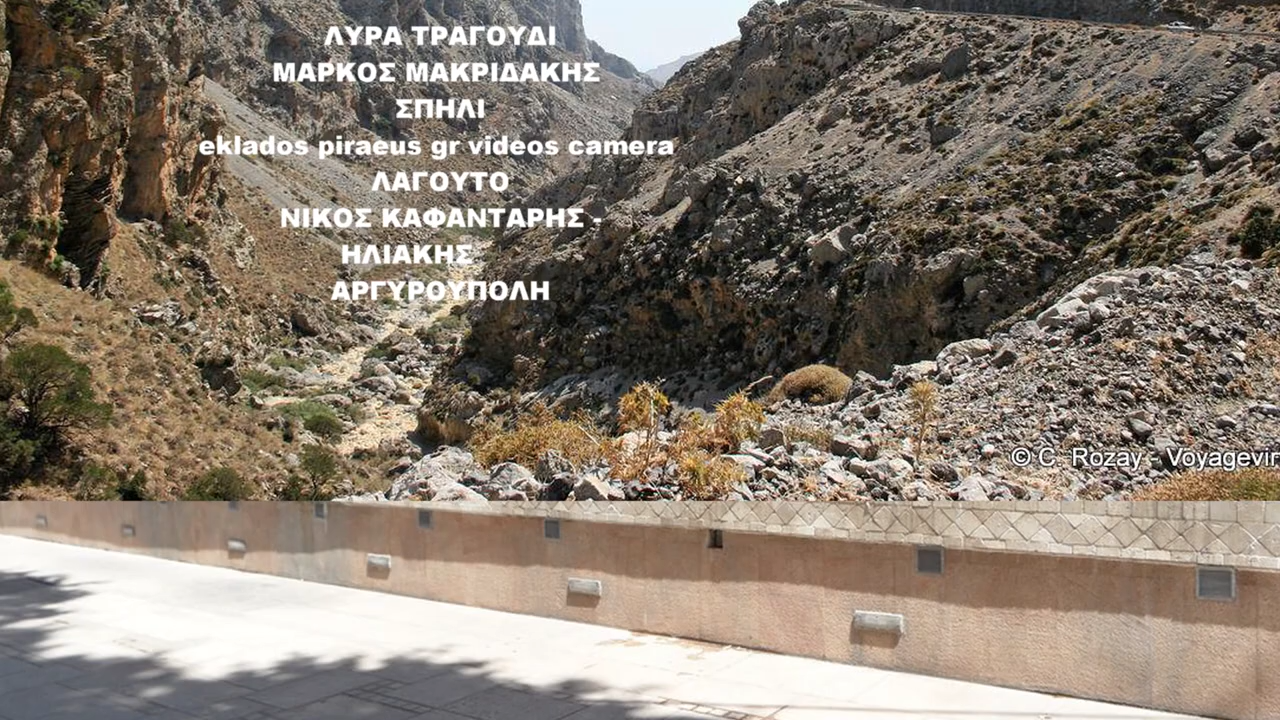 ΛΥΡΑ ΤΡΑΓΟΥΔΙ
ΜΑΡΚΟΣ ΜΑΚΡΙΔΑΚΗΣ
ΣΠΗΛΙ
eklados piraeus gr videos camera
ΛΑΓΟΥΤΟ
ΝΙΚΟΣ ΚΑΦΑΝΤΑΡΗΣ -
ΗΛΙΑΚΗΣ
ΑΡΓΥΡΟΥΠΟΛΗ
© C. Rozay - Voyagevir